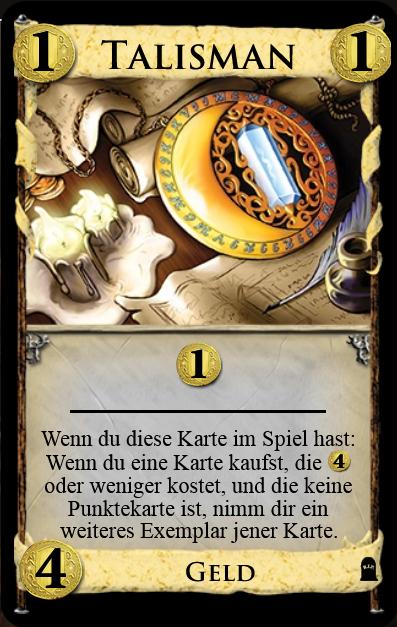 1 TALISMAN 1
1
Wenn du diese Karte im Spiel hast:
Wenn du eine Karte kaufst, die 4
oder weniger kostet, und die keine
Punktekarte ist, nimm dir ein
weiteres Exemplar jener Karte.
4 GELD